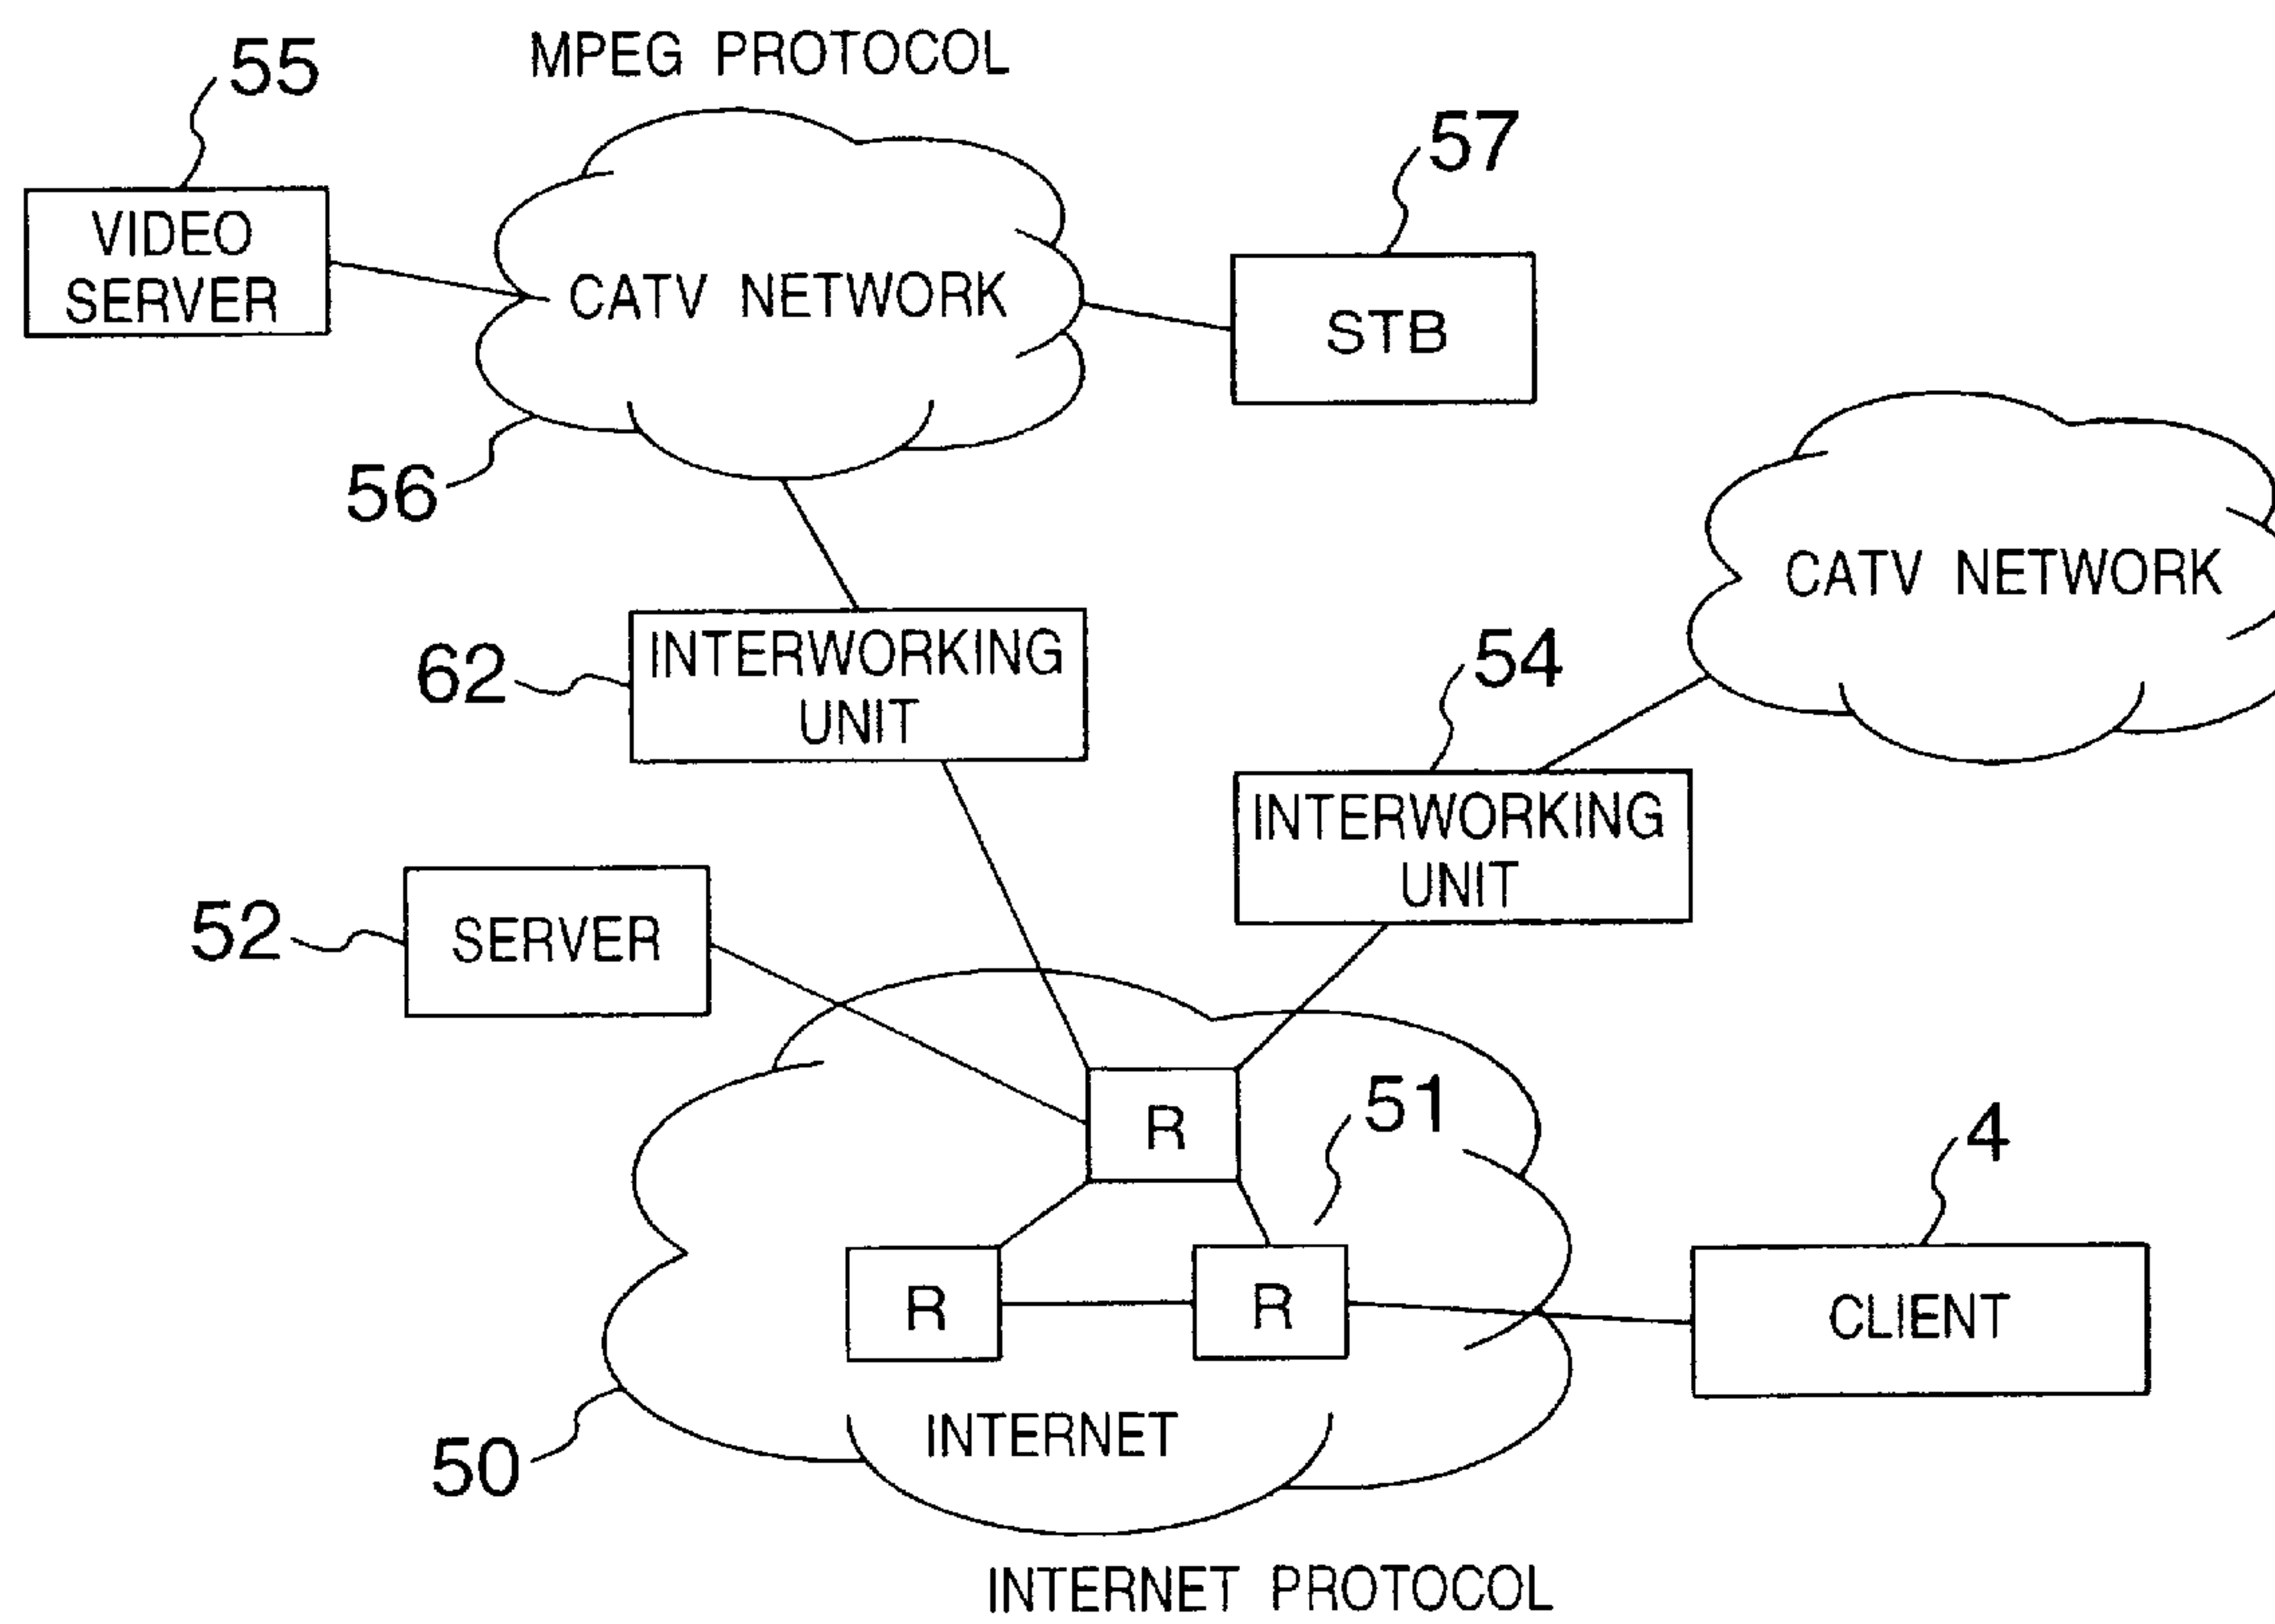 MPEG PROTOCOL
55
VIDEO
SERVER
CATV NETWORK
57
STB
56
CATV NETWORK
62
INTERWORKING
UNIT
54
INTERWORKING
UNIT
52
SERVER
R
51
R
R
4
CLIENT
INTERNET
50
INTERNET PROTOCOL